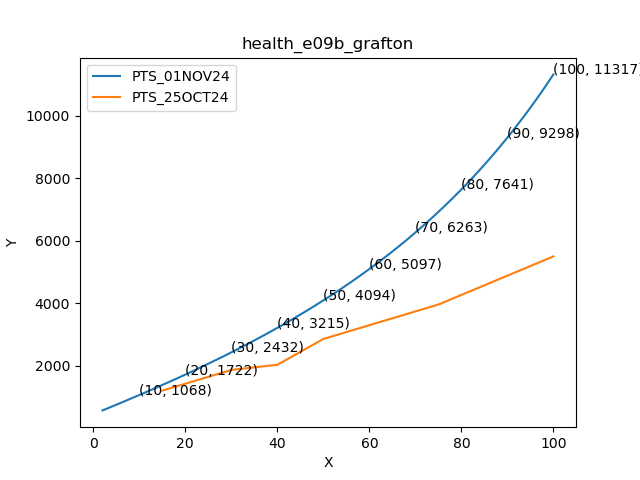 health_e09b_grafton
PTS_01NOV24
PTS_25OCT24
(100, 11317)
(90, 9298)
(80, 7641)
(70, 6263)
(60, 5097)
(50, 4094)
(40, 3215)
(30, 2432)
(20, 1722)
(10, 1068)
Y
10000
8000
6000
4000
2000
0 20 40 60 80 100
X